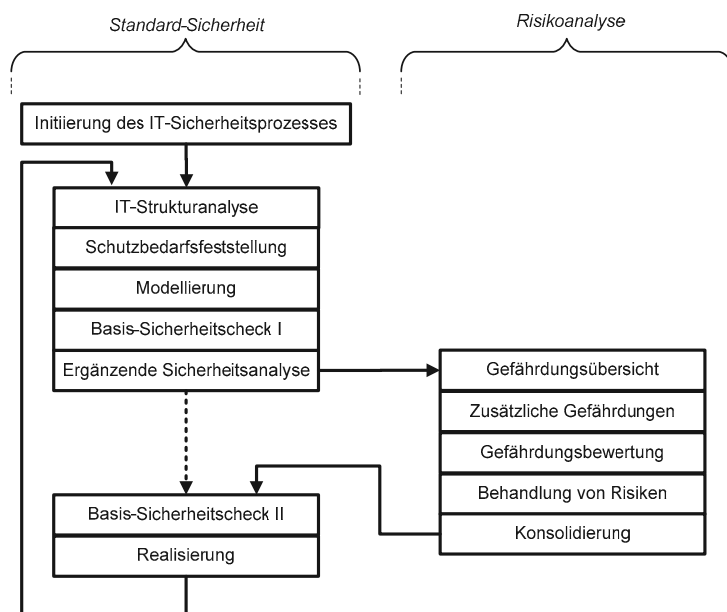 Standard-Sicherheit
Risikoanalyse
Initiierung des IT-Sicherheitsprozesses
IT-Strukturanalyse
Schutzbedarfsfeststellung
Modellierung
Basis-Sicherheitscheck I
Ergänzende Sicherheitsanalyse
Gefährdungsübersicht
Zusätzliche Gefährdungen
Gefährdungsbewertung
Behandlung von Risiken
Konsolidierung
Basis-Sicherheitscheck II
Realisierung